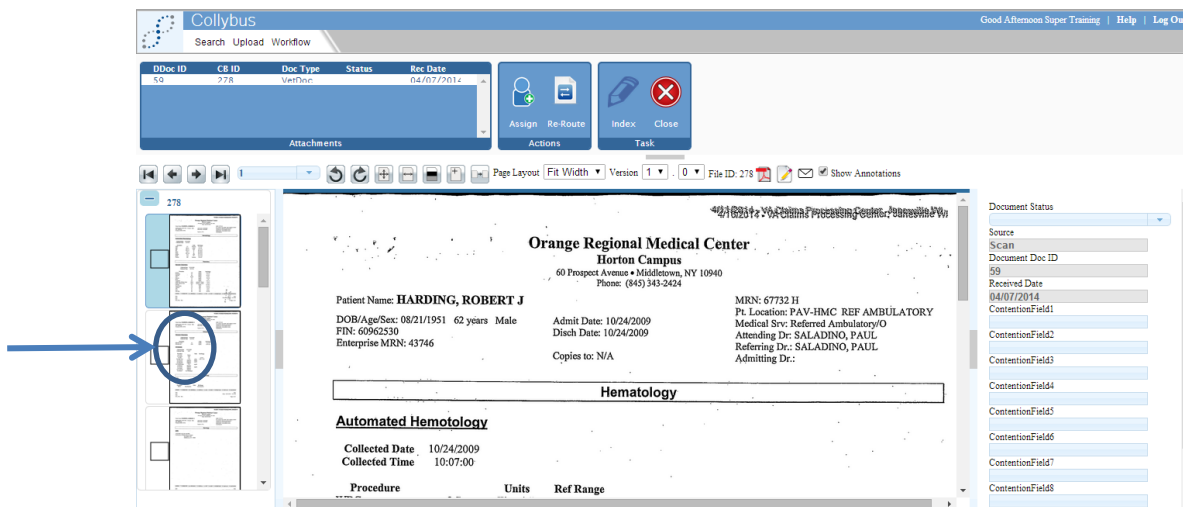 Collybus
Good Afternoon Super Training | Help | Log Ou
Search Upload Workflow
DDoc ID CB ID Doc Type Status Rec Date
59 278 VetDoc 04/07/2014
Attachments
Assign Re-Route
Actions
Index Close
Task
1
Page Layout Fit Width Version 1 . 0 File ID: 278 Show Annotations
278
VA Claims Processing Center, Janesville WI
Orange Regional Medical Center
Horton Campus
60 Prospect Avenue • Middletown, NY 10940
Phone: (845) 343-2424
Patient Name: HARDING, ROBERT J
DOB/Age/Sex: 08/21/1951 62 years Male
FIN: 60962530
Enterprise MRN: 43746
Admit Date: 10/24/2009
Disch Date: 10/24/2009
Copies to: N/A
MRN: 67732 H
Pt. Location: PAV-HMC REF AMBULATORY
Medical Srv: Referred Ambulatory/O
Attending Dr: SALADINO, PAUL
Referring Dr.: SALADINO, PAUL
Admitting Dr.:
Hematology
Automated Hemotology
Collected Date 10/24/2009
Collected Time 10:07:00
Procedure Units Ref Range
Document Status
Source
Scan
Document Doc ID
59
Received Date
04/07/2014
ContentionField1
ContentionField2
ContentionField3
ContentionField4
ContentionField5
ContentionField6
ContentionField7
ContentionField8